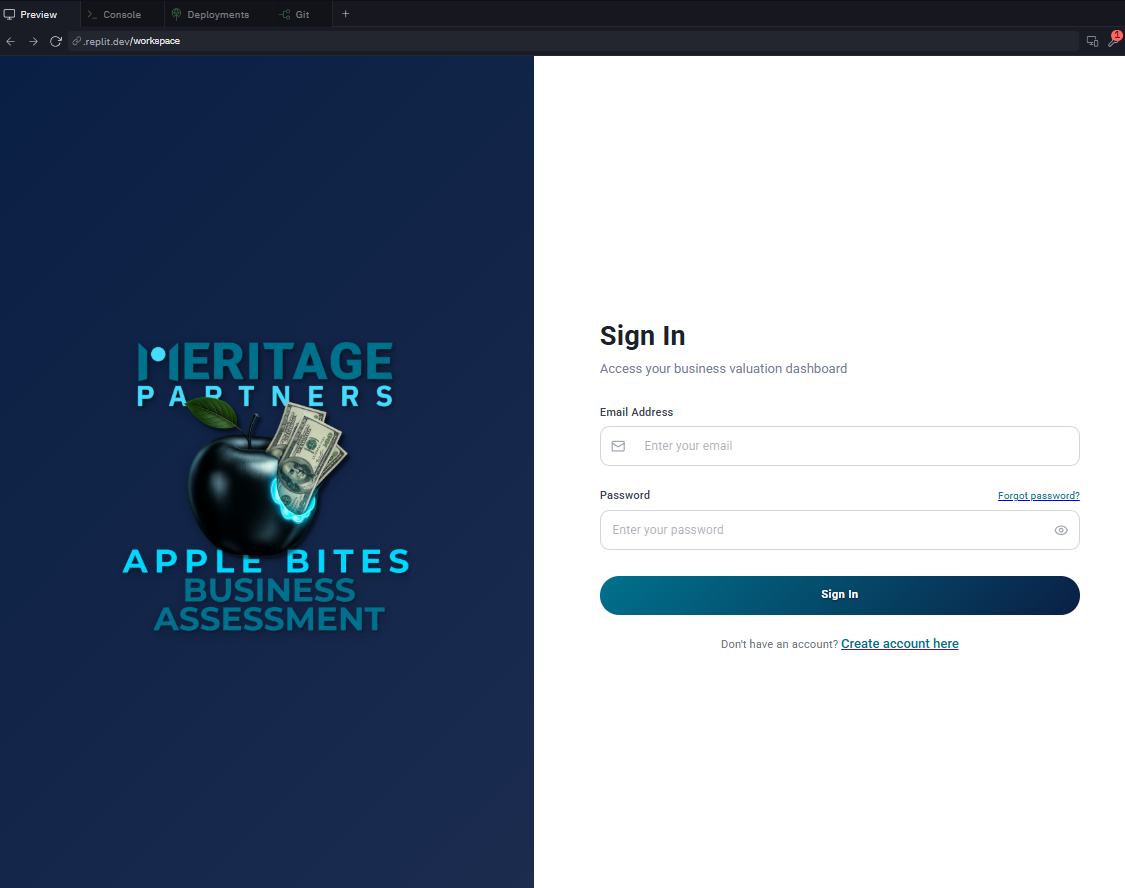 Preview
Console
Deployments
Git
.replit.dev/workspace
1
MERITAGE
PARTNERS
APPLE BITES
BUSINESS
ASSESSMENT
Sign In
Access your business valuation dashboard
Email Address
Enter your email
Password
Forgot password?
Enter your password
Sign In
Don't have an account? Create account here